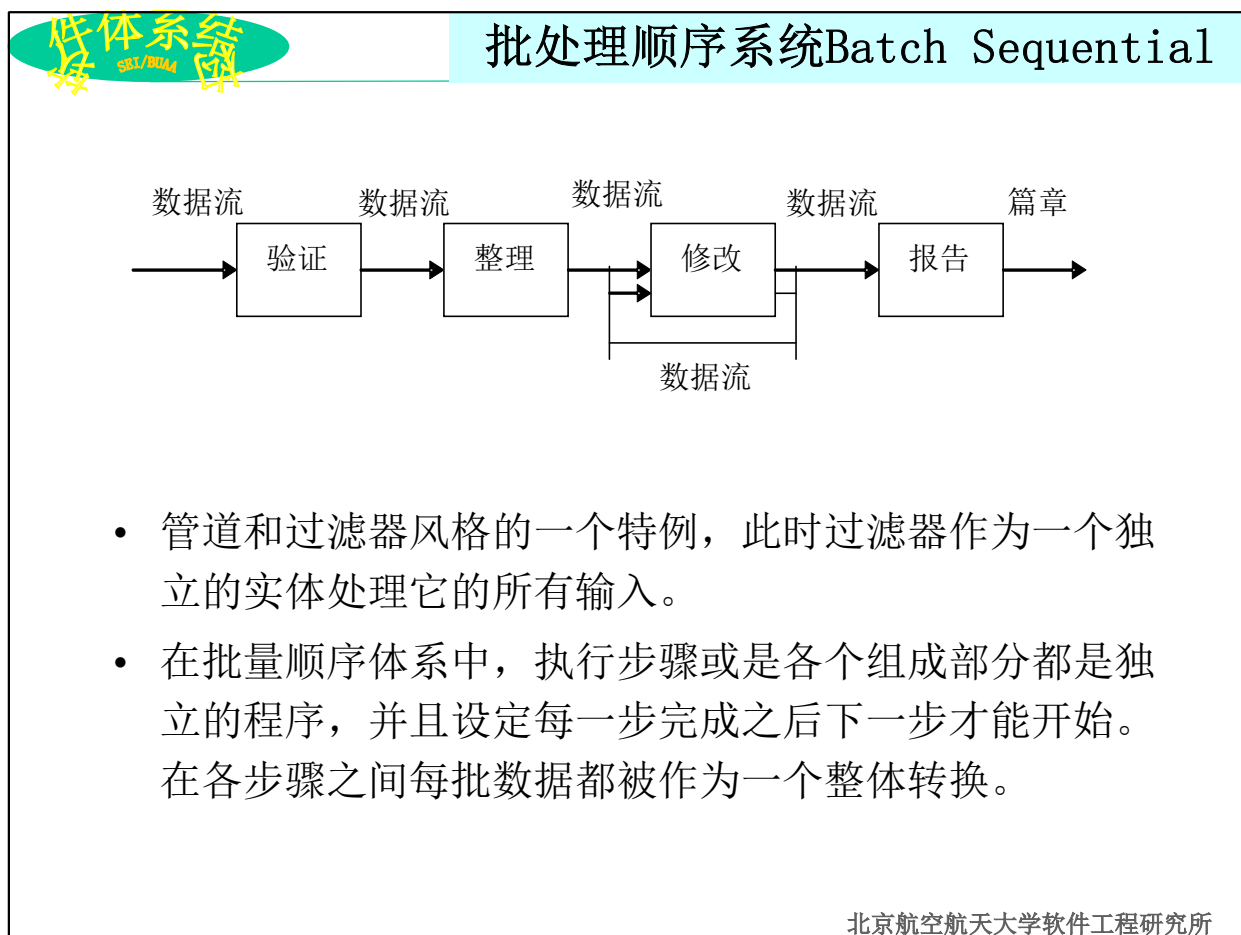 软件体系结构
SEI/BUAA
批处理顺序系统Batch Sequential
数据流
数据流
数据流
数据流
篇章
验证
整理
修改
报告
数据流
• 管道和过滤器风格的一个特例，此时过滤器作为一个独
立的实体处理它的所有输入。
• 在批量顺序体系中，执行步骤或是各个组成部分都是独
立的程序，并且设定每一步完成之后下一步才能开始。
在各步骤之间每批数据都被作为一个整体转换。
北京航空航天大学软件工程研究所